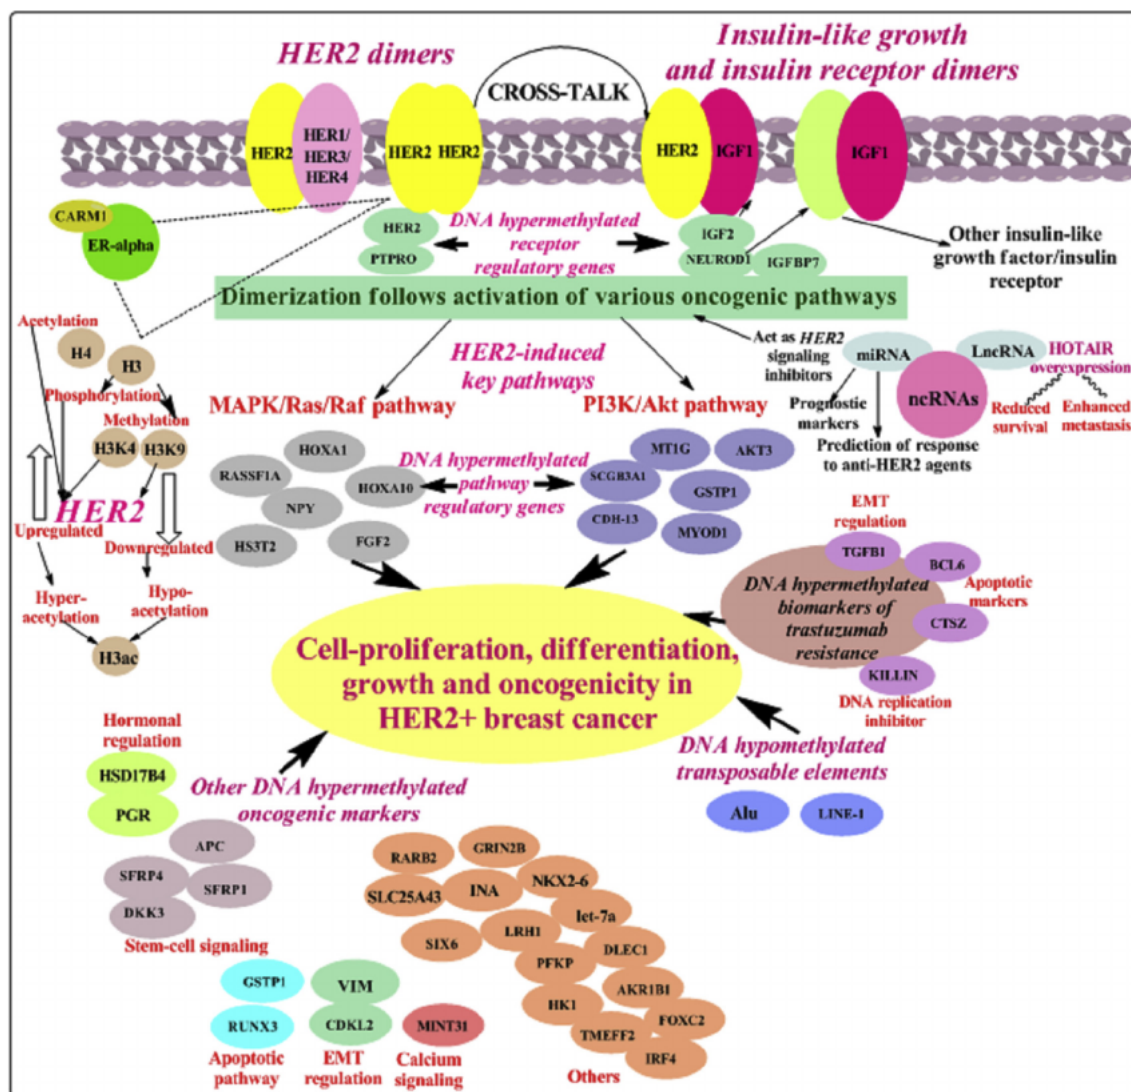 HER2 dimers
Insulin-like growth
and insulin receptor dimers
CROSS-TALK
HER2
HER1/
HER3/
HER4
HER2
HER2
HER2
IGF1
IGF1
CARM1
ER-alpha
HER2
PTPRO
DNA hypermethylated
receptor
regulatory genes
IGF2
NEUROD1
IGFBP7
Other insulin-like
growth factor/insulin
receptor
Dimerization follows activation of various oncogenic pathways
Acetylation
H4
H3
Phosphorylation
Methylation
H3K4
H3K9
HER2
Upregulated
Downregulated
Hyper-
acetylation
Hypo-
acetylation
H3ac
HER2-induced
key pathways
MAPK/Ras/Raf pathway
PI3K/Akt pathway
Act as HER2
signaling
inhibitors
miRNA
LncRNA
ncRNAs
HOTAIR
overexpression
Prognostic
markers
Reduced
survival
Enhanced
metastasis
Prediction of response
to anti-HER2 agents
HOXA1
RASSF1A
HOXA10
NPY
HS3T2
FGF2
DNA hypermethylated
pathway
regulatory genes
MT1G
AKT3
SCGB3A1
GSTP1
CDH-13
MYOD1
EMT
regulation
TGFB1
BCL6
Apoptotic
markers
CTSZ
KILLIN
DNA replication
inhibitor
DNA hypermethylated
biomarkers of
trastuzumab
resistance
Cell-proliferation, differentiation,
growth and oncogenicity in
HER2+ breast cancer
Hormonal
regulation
HSD17B4
PGR
Other DNA hypermethylated
oncogenic markers
DNA hypomethylated
transposable elements
Alu
LINE-1
APC
SFRP4
SFRP1
DKK3
Stem-cell signaling
GSTP1
RUNX3
Apoptotic
pathway
VIM
CDKL2
EMT
regulation
MINT31
Calcium
signaling
RARB2
GRIN2B
SLC25A43
INA
NKX2-6
let-7a
SIX6
LRH1
DLEC1
PFKP
AKR1B1
HK1
FOXC2
TMEFF2
IRF4
Others